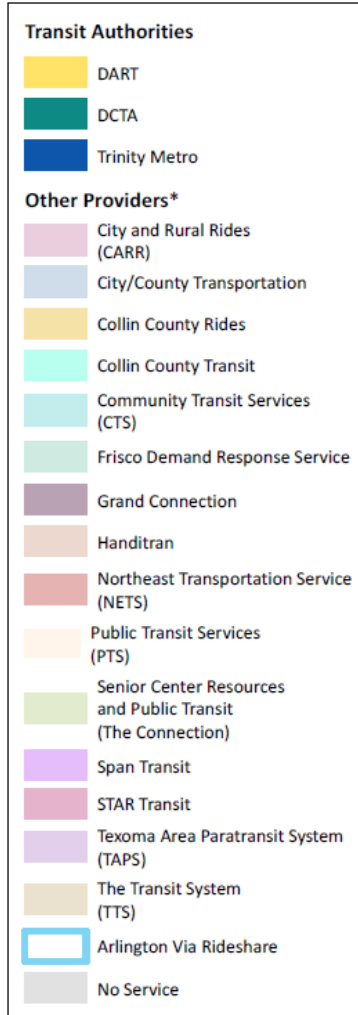 Transit Authorities
DART
DCTA
Trinity Metro
Other Providers*
City and Rural Rides
(CARR)
City/County Transportation
Collin County Rides
Collin County Transit
Community Transit Services
(CTS)
Frisco Demand Response Service
Grand Connection
Handitran
Northeast Transportation Service
(NETS)
Public Transit Services
(PTS)
Senior Center Resources
and Public Transit
(The Connection)
Span Transit
STAR Transit
Texoma Area Paratransit System
(TAPS)
The Transit System
(TTS)
Arlington Via Rideshare
No Service